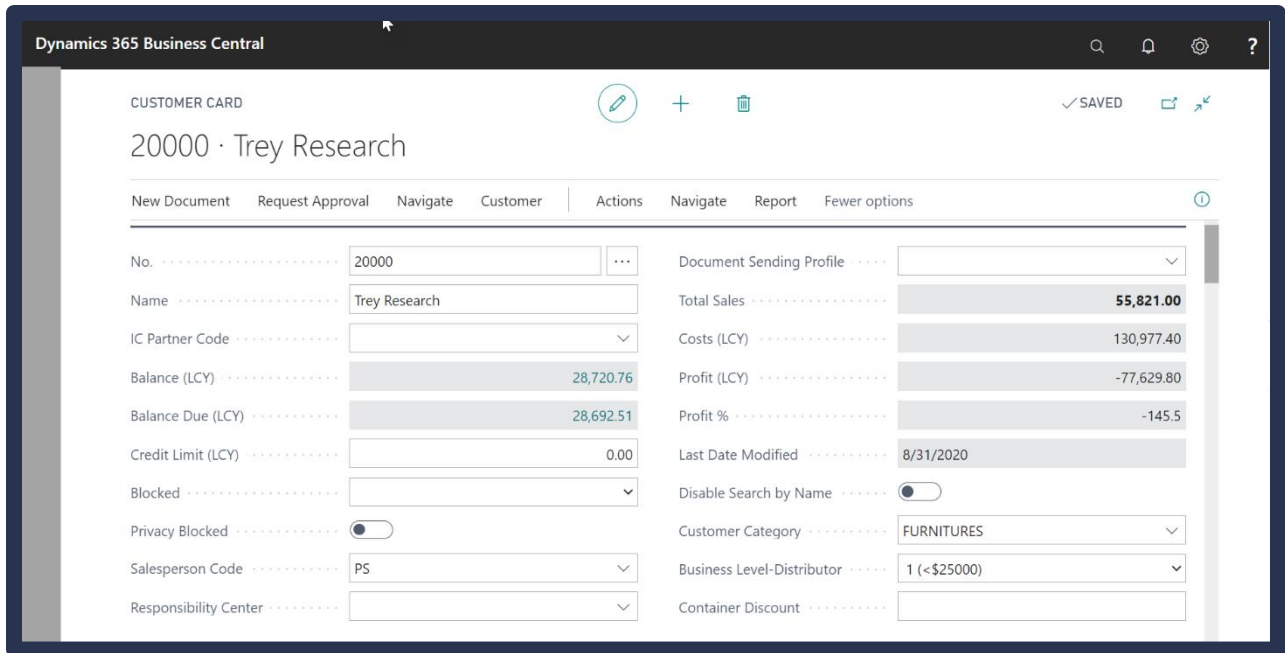 Dynamics 365 Business Central
?
CUSTOMER CARD
SAVED
20000 · Trey Research
New Document Request Approval Navigate Customer Actions Navigate Report Fewer options
No. 20000 ... Document Sending Profile
Name Trey Research Total Sales 55,821.00
IC Partner Code Costs (LCY) 130,977.40
Balance (LCY) 28,720.76 Profit (LCY) -77,629.80
Balance Due (LCY) 28,692.51 Profit % -145.5
Credit Limit (LCY) 0.00 Last Date Modified 8/31/2020
Blocked Disable Search by Name
Privacy Blocked Customer Category FURNITURES
Salesperson Code PS Business Level-Distributor 1 (<$25000)
Responsibility Center Container Discount